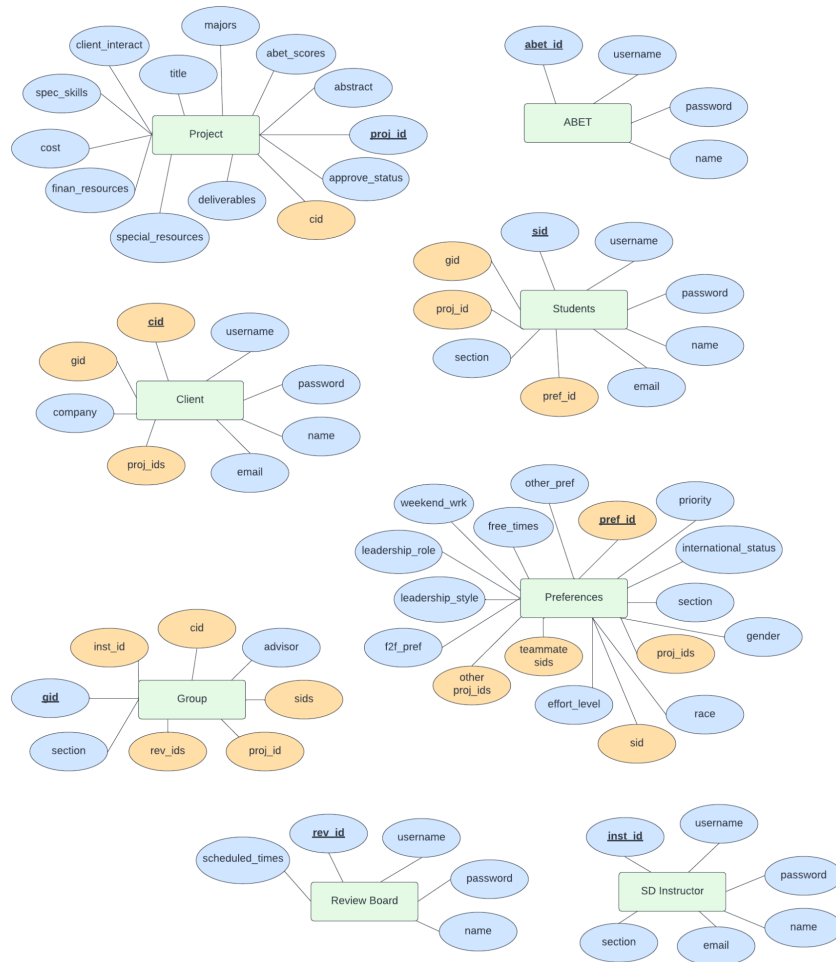 majors
client_interact
abet_scores
title
abstract
spec_skills
Project
proj_id
cost
approve_status
finan_resources
deliverables
cid
special_resources
abet_id
username
password
ABET
name
sid
username
gid
password
proj_id
Students
name
section
email
pref_id
cid
username
gid
password
company
Client
name
proj_ids
email
other_pref
priority
weekend_wrk
free_times
pref_id
leadership_role
international_status
leadership_style
Preferences
section
f2f_pref
gender
teammate
sids
proj_ids
other
proj_ids
effort_level
race
sid
cid
inst_id
advisor
gid
Group
sids
section
rev_ids
proj_id
rev_id
username
scheduled_times
password
Review Board
name
inst_id
username
password
SD Instructor
name
section
email